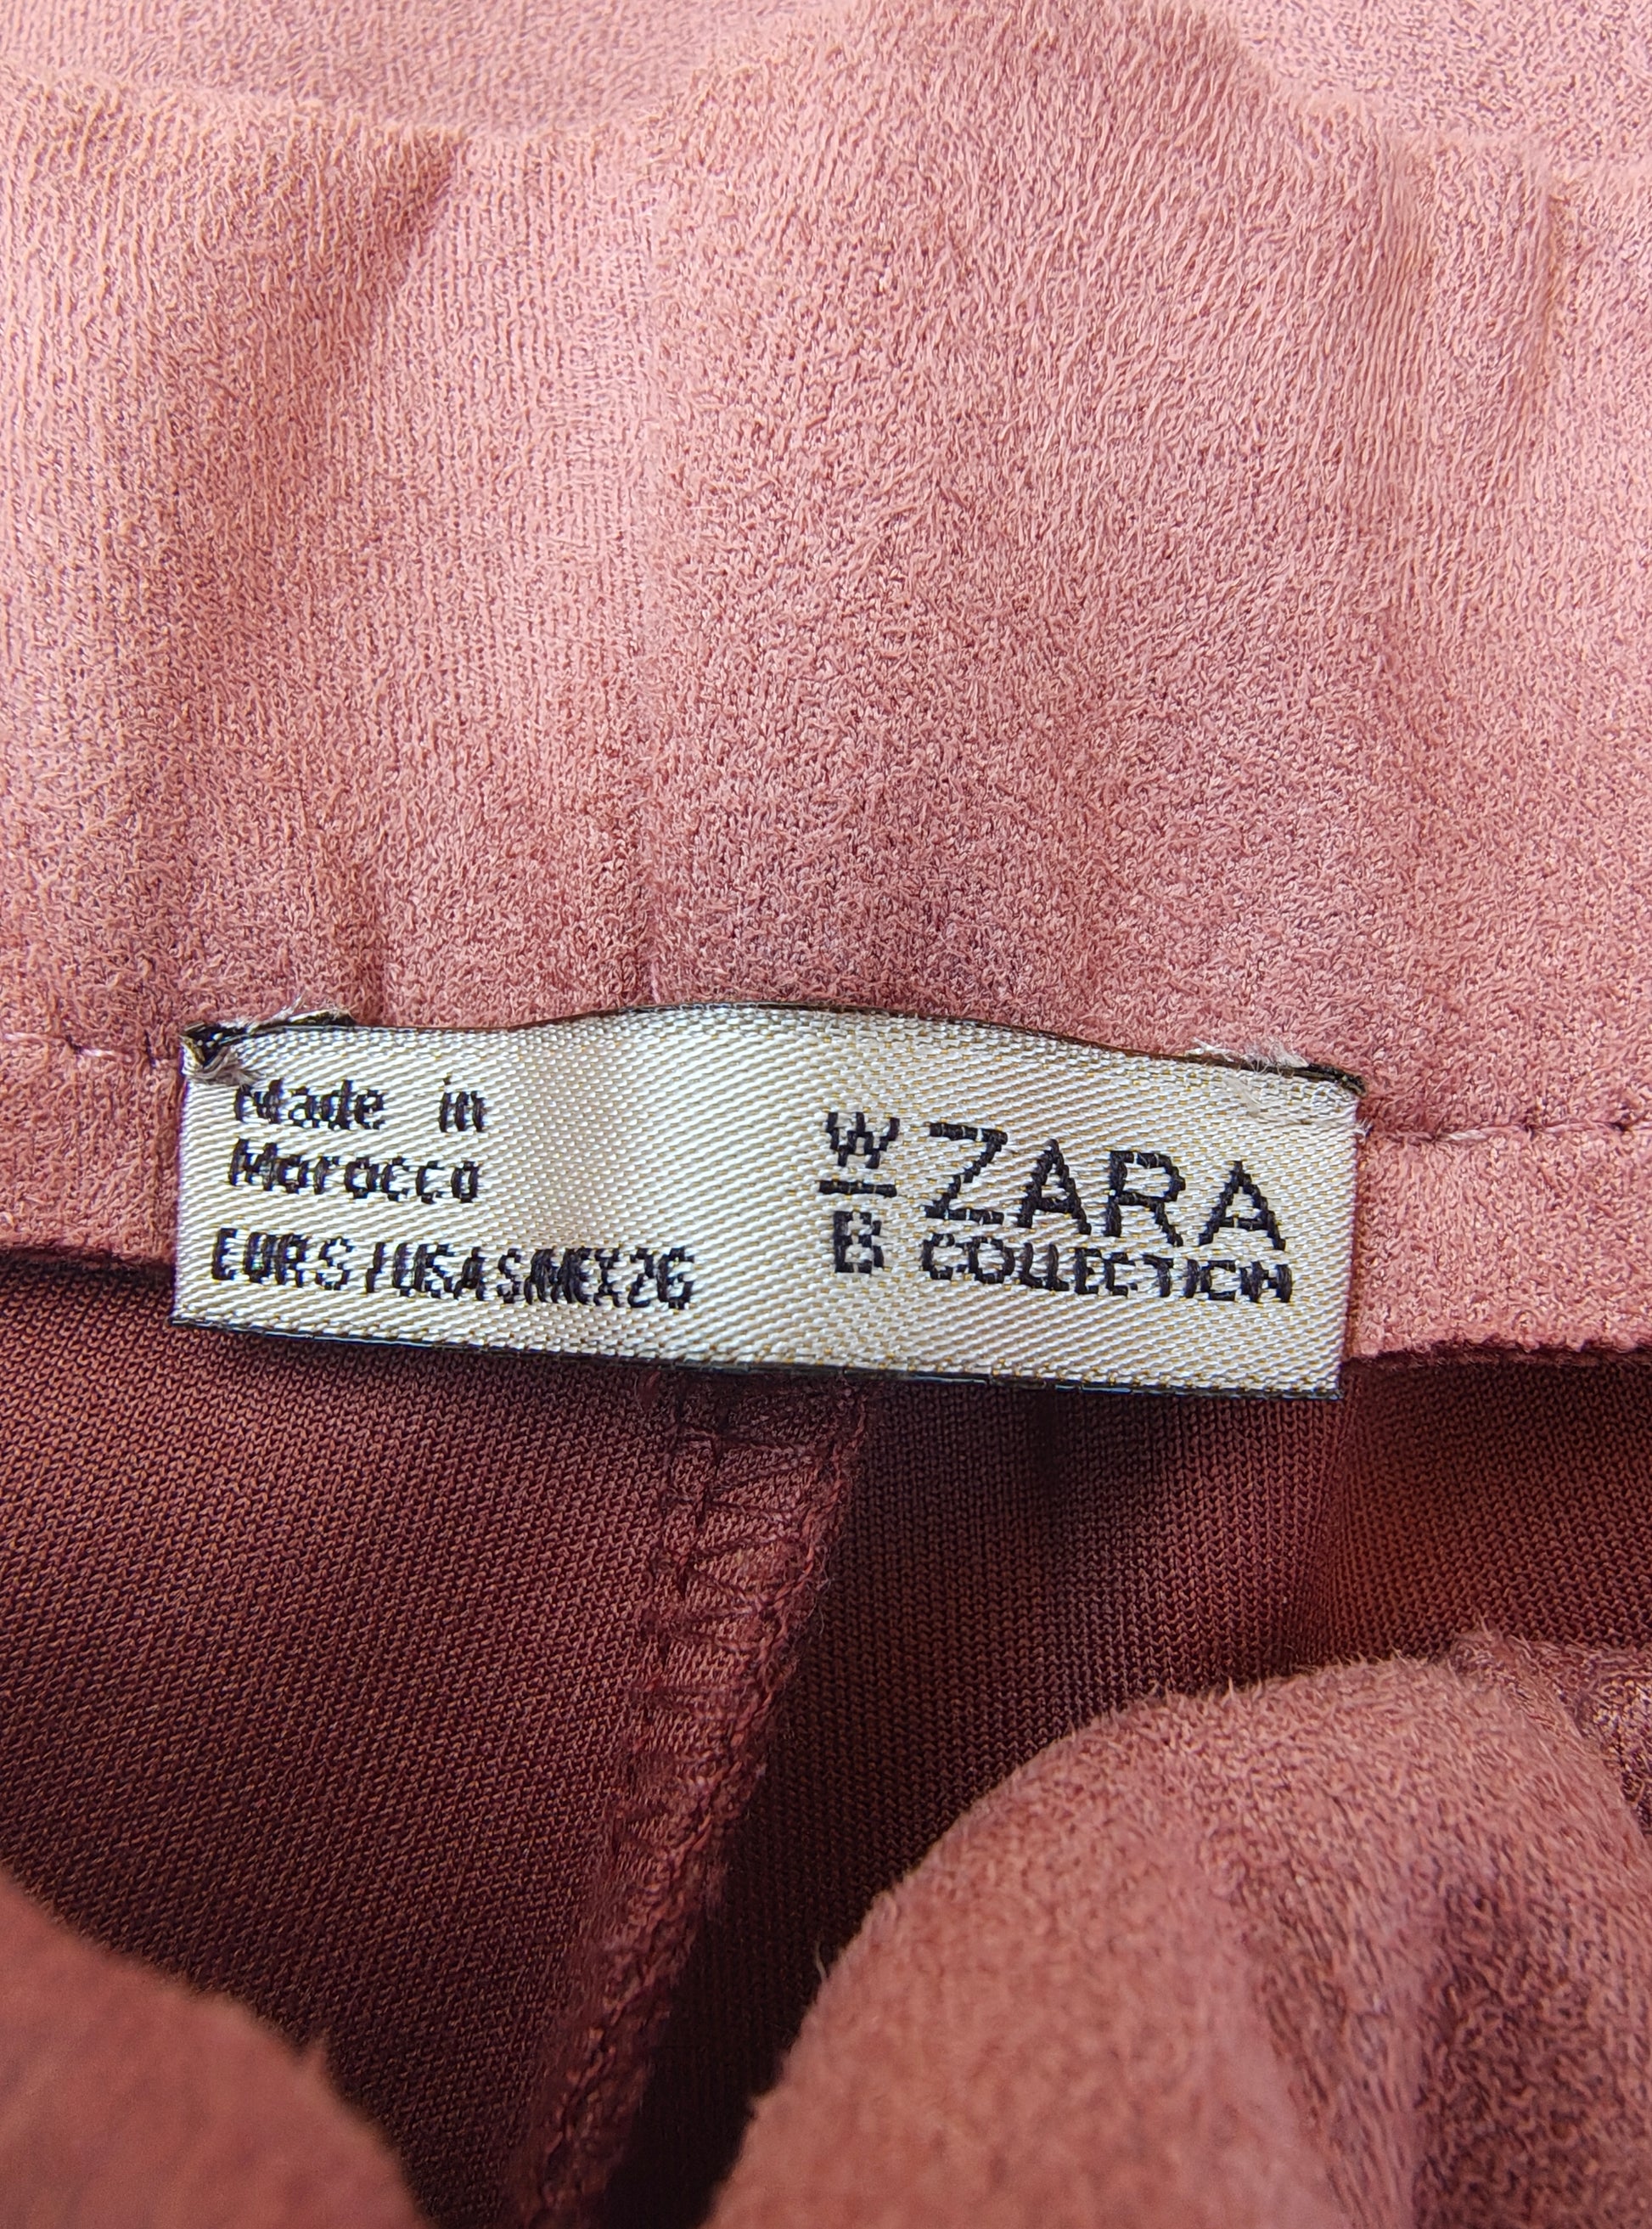 Made in
Morocco
EUR S / USA S / MEX 26
W
B
ZARA
COLLECTION